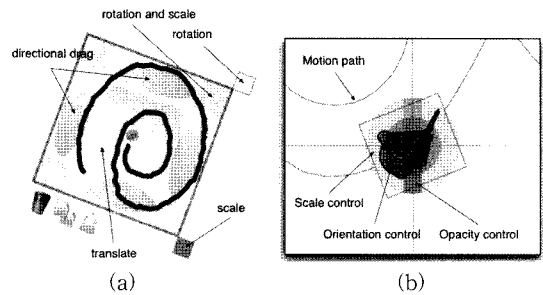 rotation and scale
rotation
directional drag
scale
translate
(a)
Motion path
Scale control
Orientation control
Opacity control
(b)